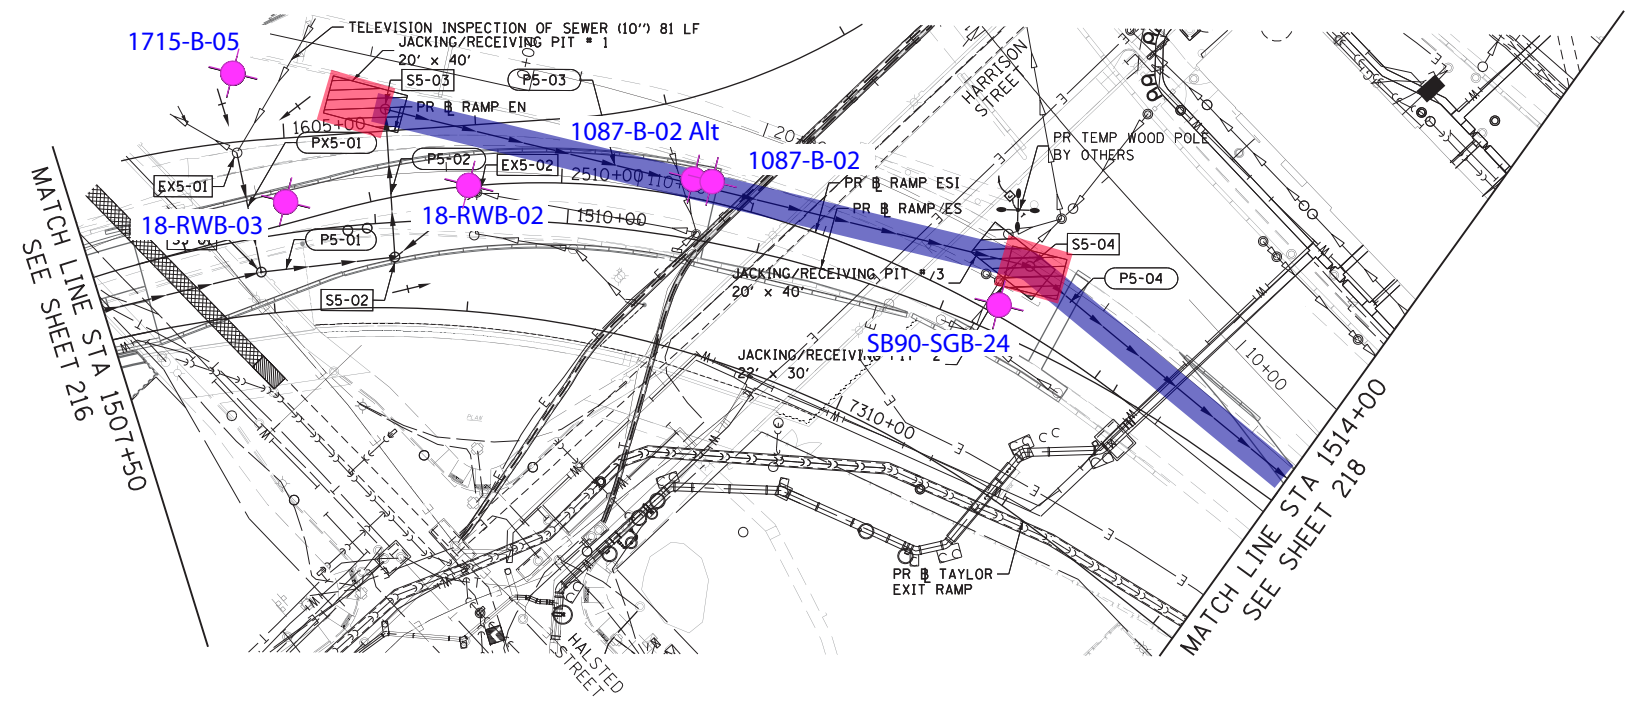 TELEVISION INSPECTION OF SEWER (10") 81 LF
JACKING/RECEIVING PIT # 1
20' x 40'
1715-B-05
S5-03
P5-03
PR BL RAMP EN
1605+00
PX5-01
1087-B-02 Alt
1087-B-02
HARRISON
STREET
PR TEMP WOOD POLE
BY OTHERS
P5-02
EX5-02
EX5-01
2510+00
110+
PR BL RAMP ESI
PR BL RAMP ES
18-RWB-03
18-RWB-02
1510+00
P5-01
S5-02
S5-04
P5-04
JACKING/RECEIVING PIT # 3
20' x 40'
SB90-SGB-24
JACKING/RECEIVING PIT
22' x 30'
10+00
7310+00
MATCH LINE STA 1507+50
SEE SHEET 216
MATCH LINE STA 1514+00
SEE SHEET 218
PR BL TAYLOR
EXIT RAMP
HALSTED
STREET